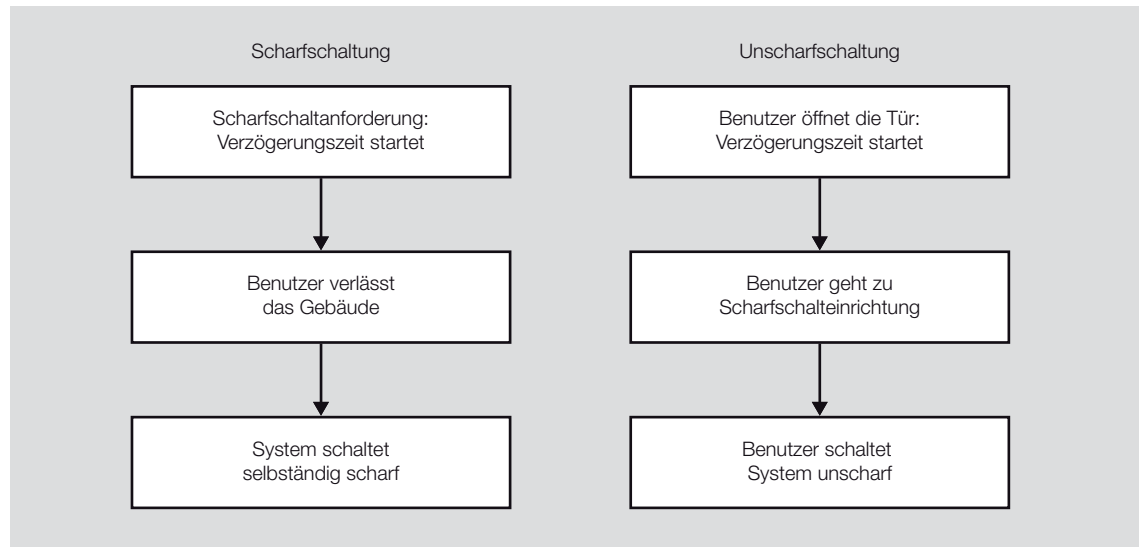 Scharfschaltung
Scharfschaltanforderung:
Verzögerungszeit startet
Benutzer verlässt
das Gebäude
System schaltet
selbständig scharf
Unscharfschaltung
Benutzer öffnet die Tür:
Verzögerungszeit startet
Benutzer geht zu
Scharfschalteinrichtung
Benutzer schaltet
System unscharf